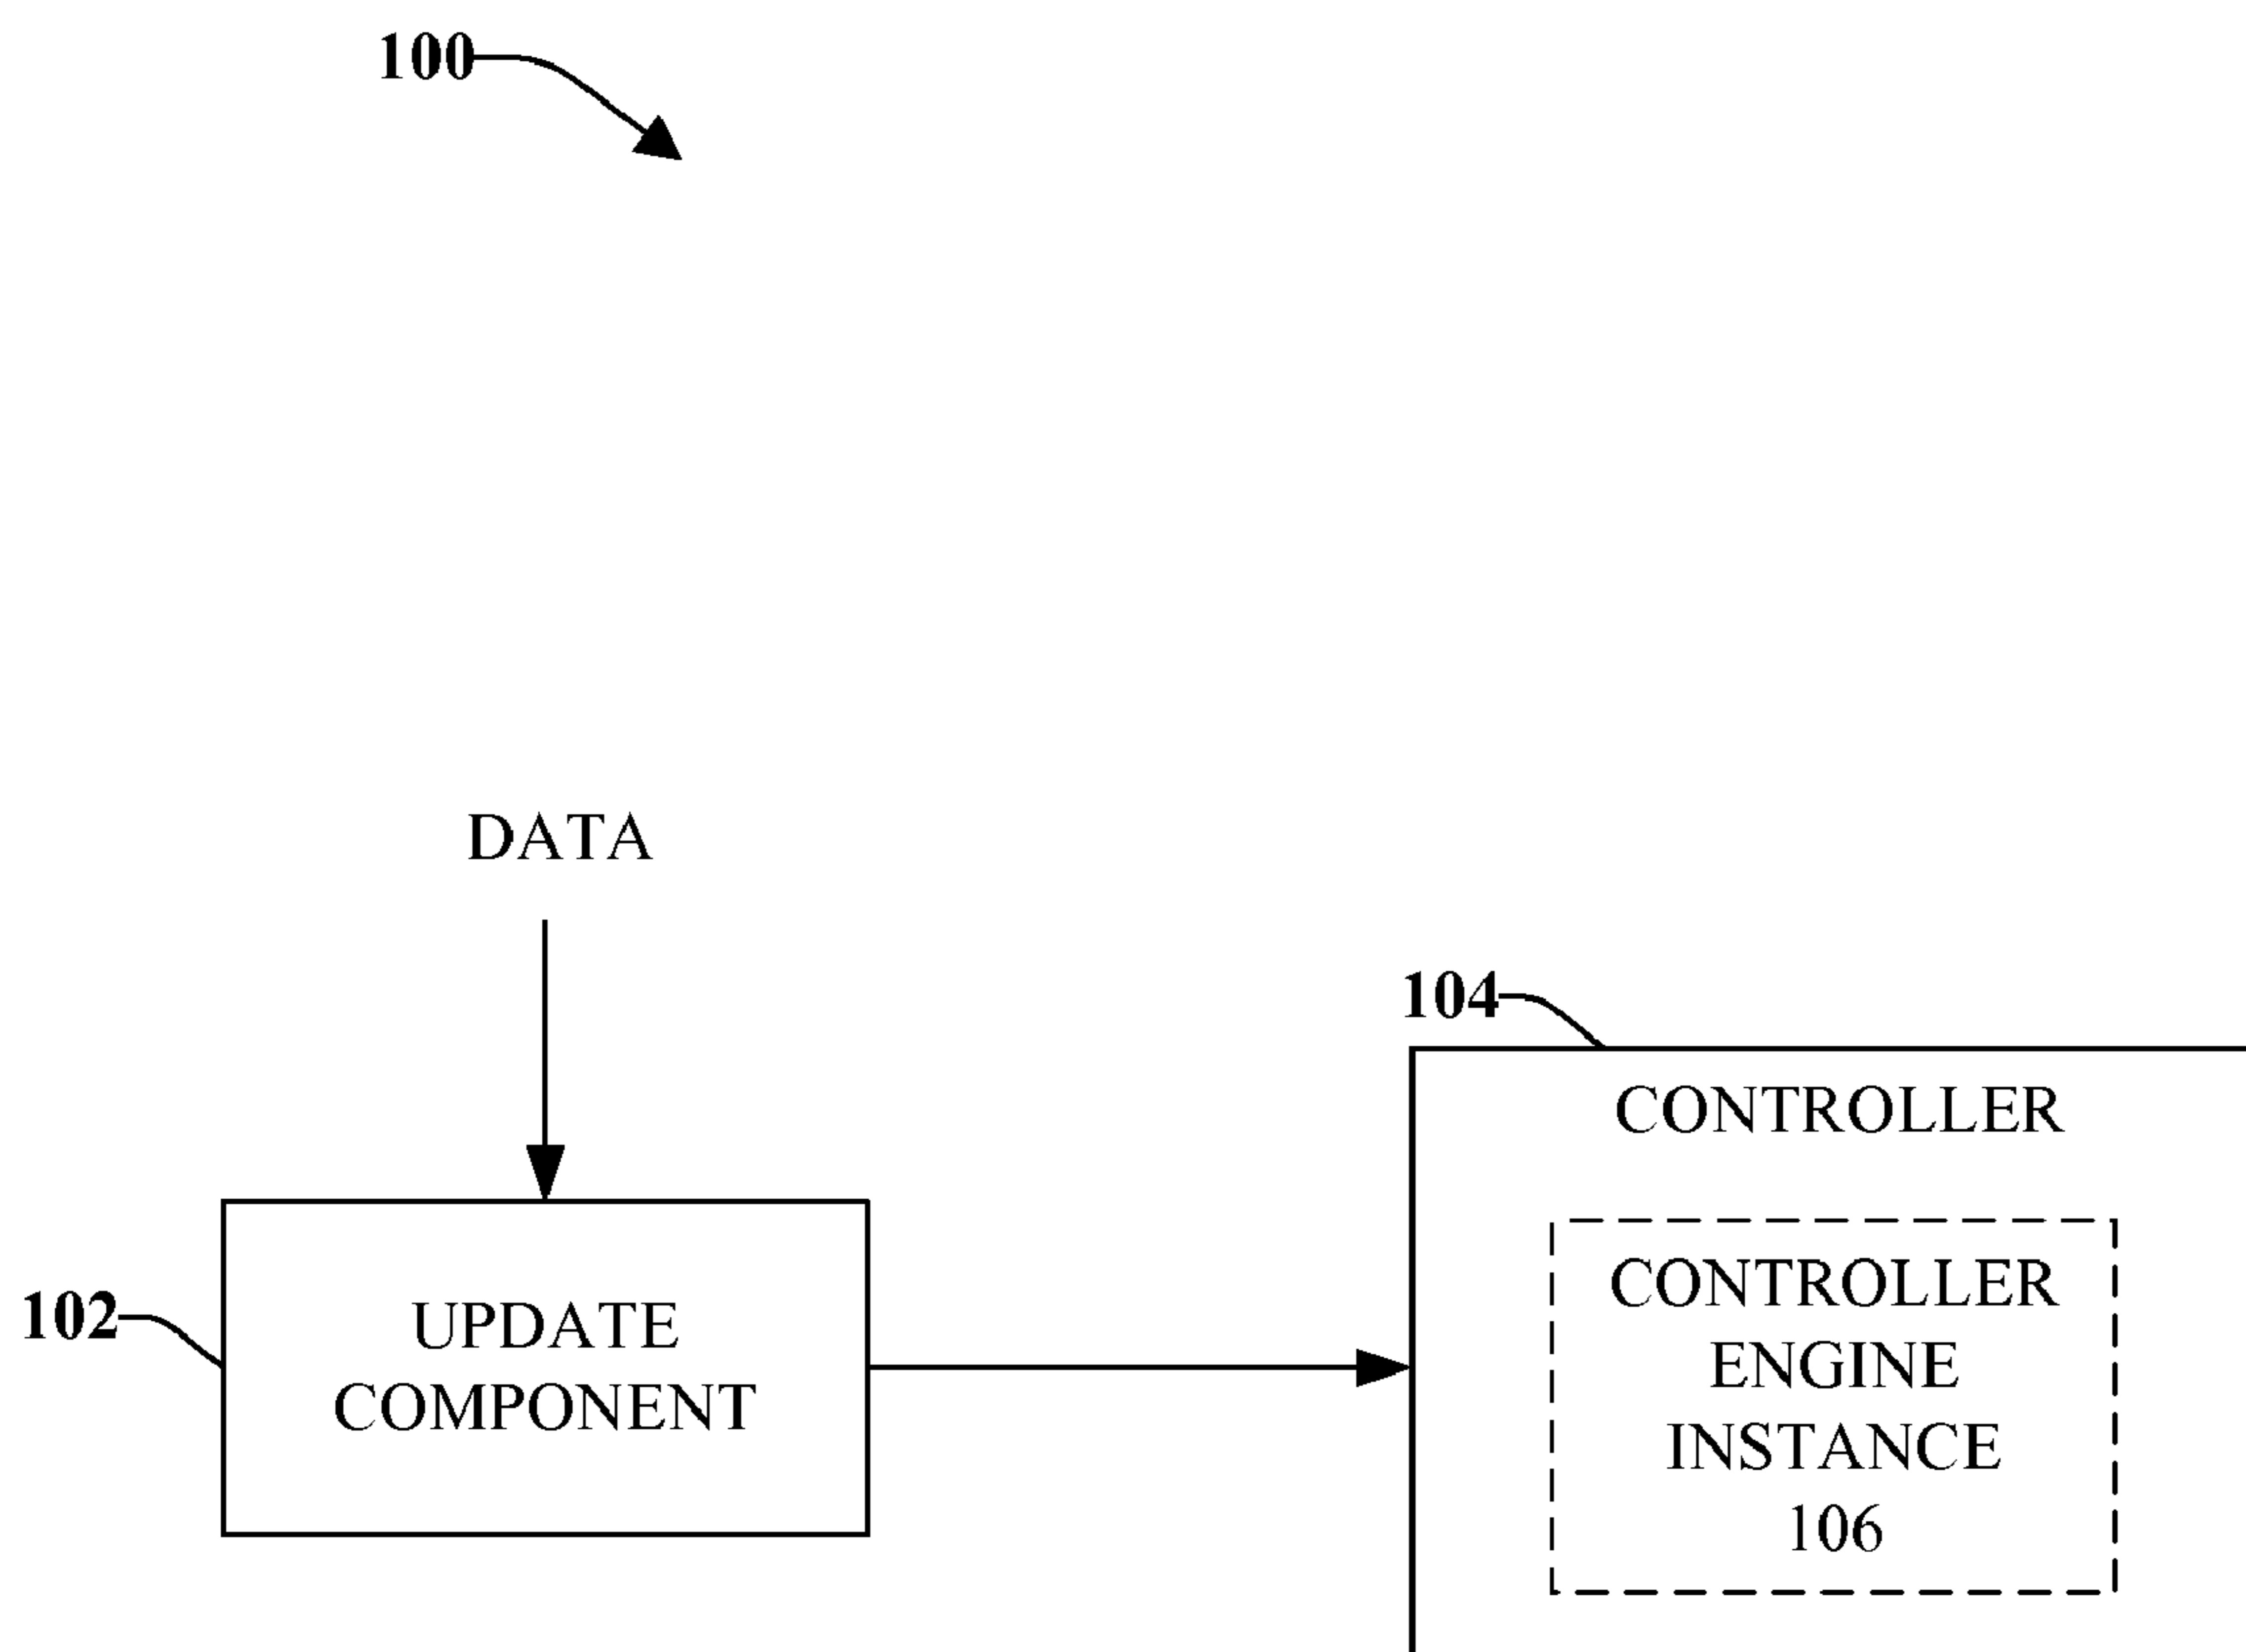 100
DATA
104
CONTROLLER
102
UPDATE
COMPONENT
CONTROLLER
ENGINE
INSTANCE
106